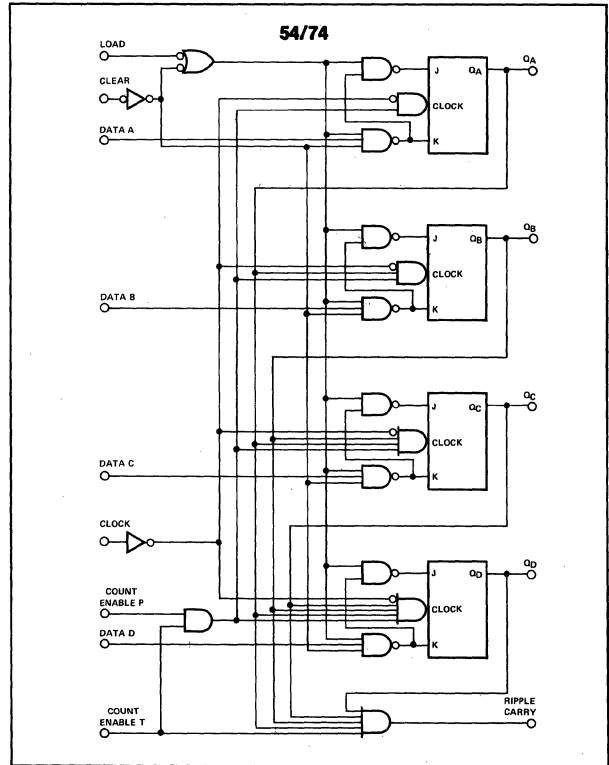 54/74
LOAD
CLEAR
DATA A
J
QA
QA
CLOCK
K
J
QB
QB
CLOCK
DATA B
K
J
QC
QC
CLOCK
DATA C
K
CLOCK
COUNT
ENABLE P
J
QD
QD
CLOCK
DATA D
K
COUNT
ENABLE T
RIPPLE
CARRY